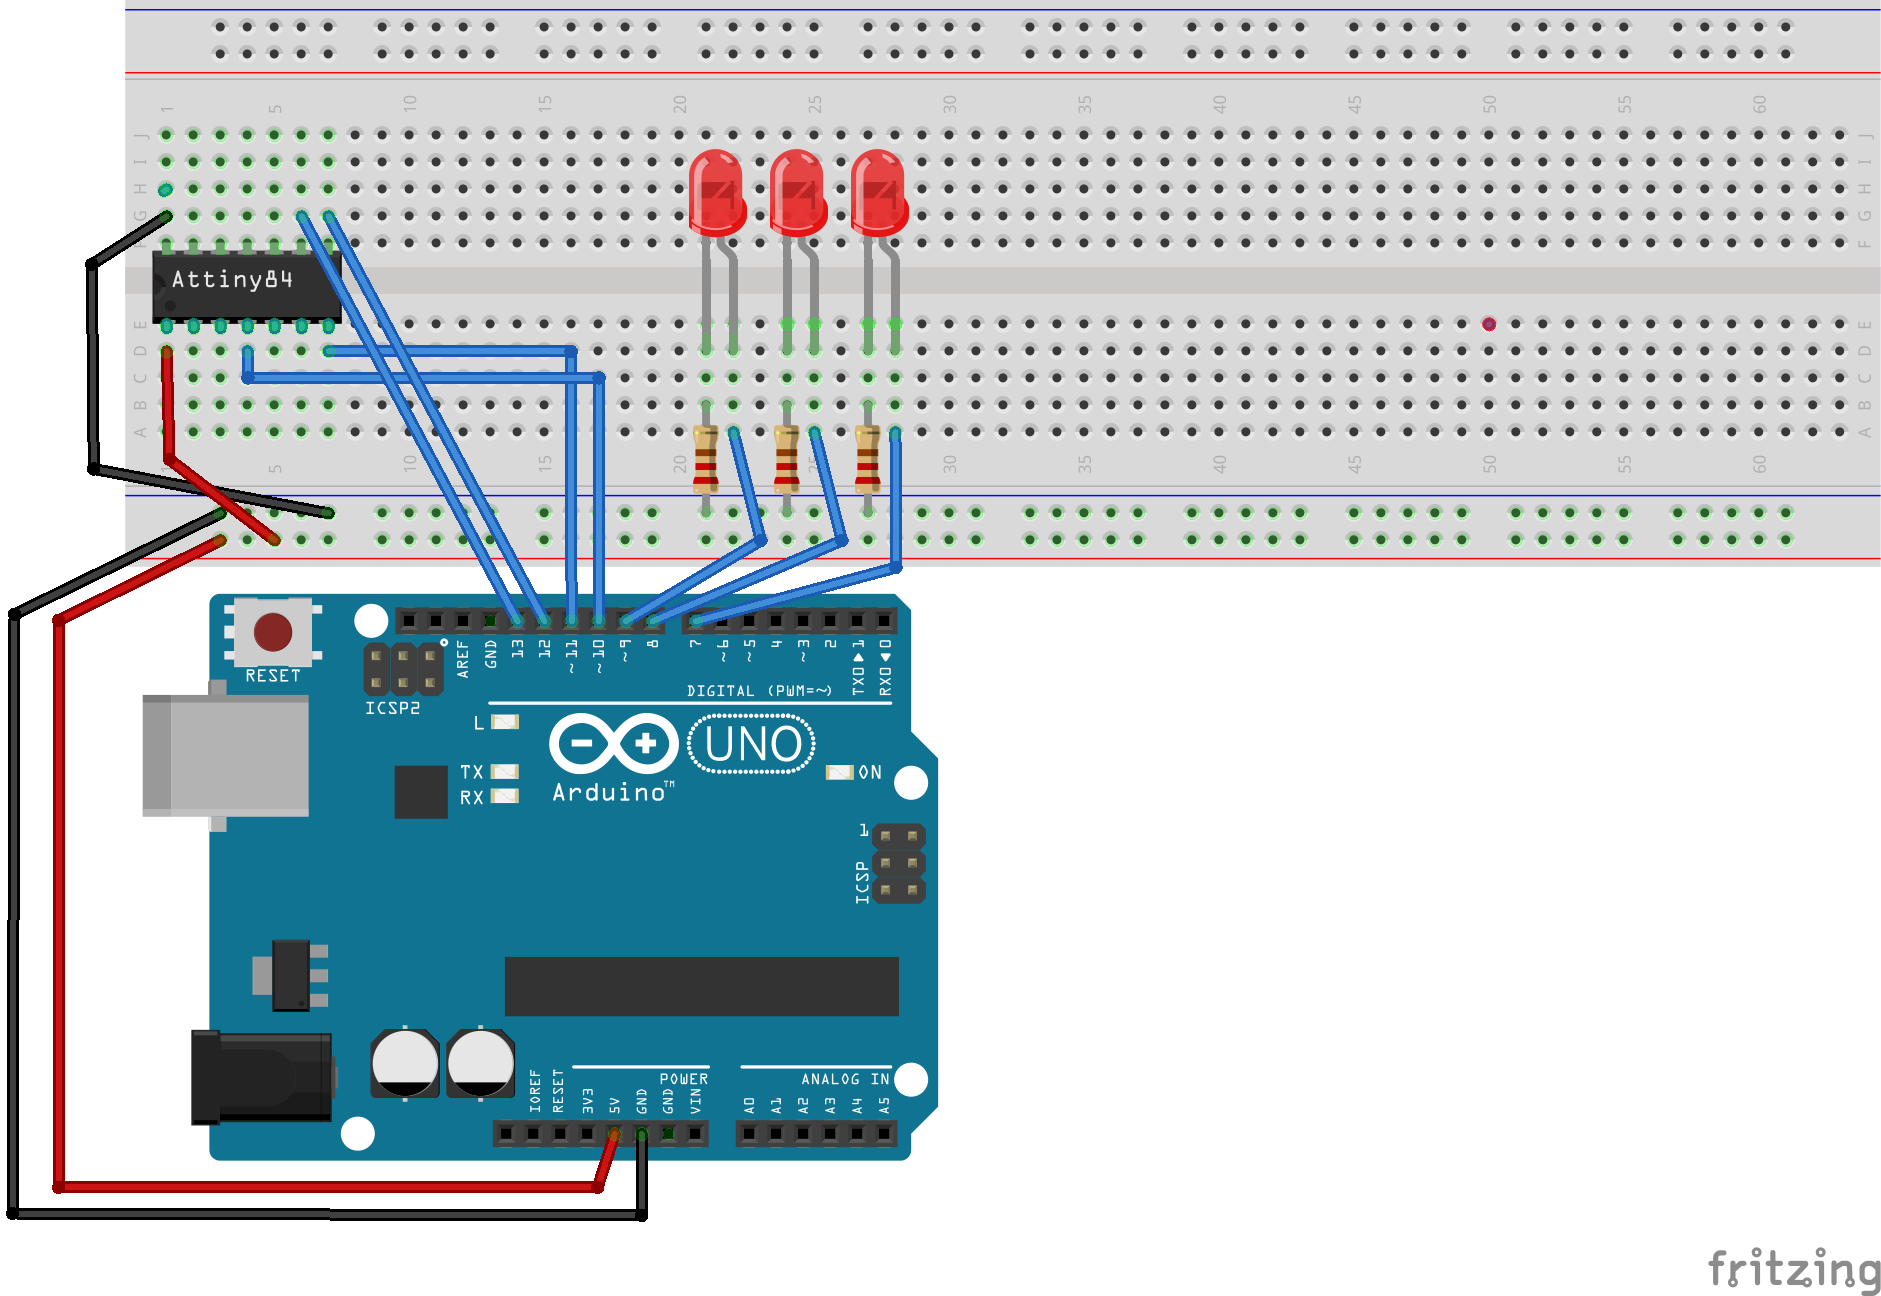 1 5 10 15 20 25 30 35 40 45 50 55 60
J J
I I
H H
G G
F F
Attiny84
E E
D D
C C
B B
A A
1 5 10 15 20 25 30 35 40 45 50 55 60
RESET
ICSP2
AREF GND 13 12 ~11 ~10 ~9 8 7 ~6 ~5 4 ~3 2 TX0▶1 RX0◀0
DIGITAL (PWM=~)
L
UNO
TX
RX
ON
Arduino™
1
ICSP
POWER
ANALOG IN
IOREF RESET 3V3 5V GND GND VIN A0 A1 A2 A3 A4 A5
fritzing